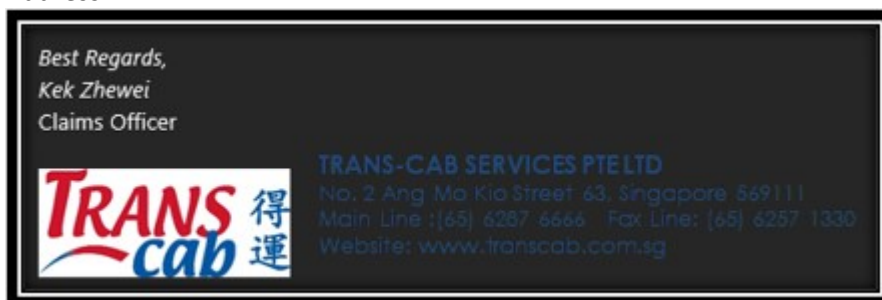 Best Regards,
Kek Zhewei
Claims Officer
TRANS 得
cab 運
TRANS-CAB SERVICES PTE LTD
No. 2 Ang Mo Kio Street 63, Singapore 569111
Main Line :(65) 6287 6666 Fax Line: (65) 6257 1330
Website: www.transcab.com.sg